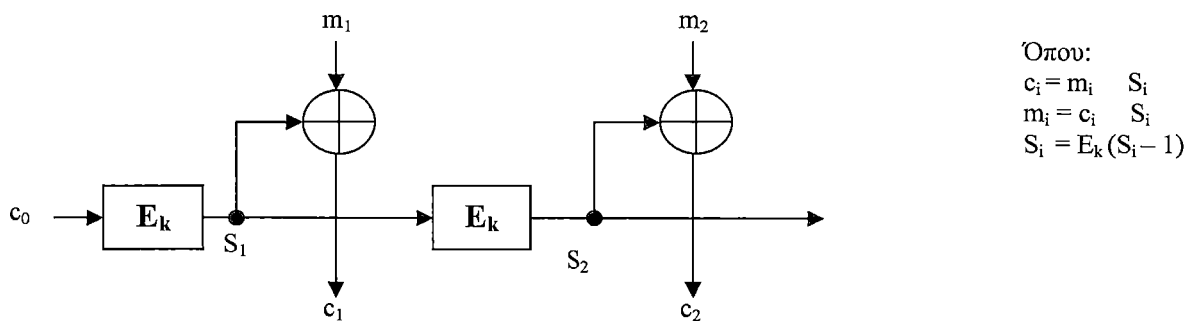 m₁
m₂
Όπου:
cᵢ = mᵢ Sᵢ
mᵢ = cᵢ Sᵢ
Sᵢ = Eₖ(Sᵢ – 1)
c₀
Eₖ
Eₖ
S₁
S₂
c₁
c₂